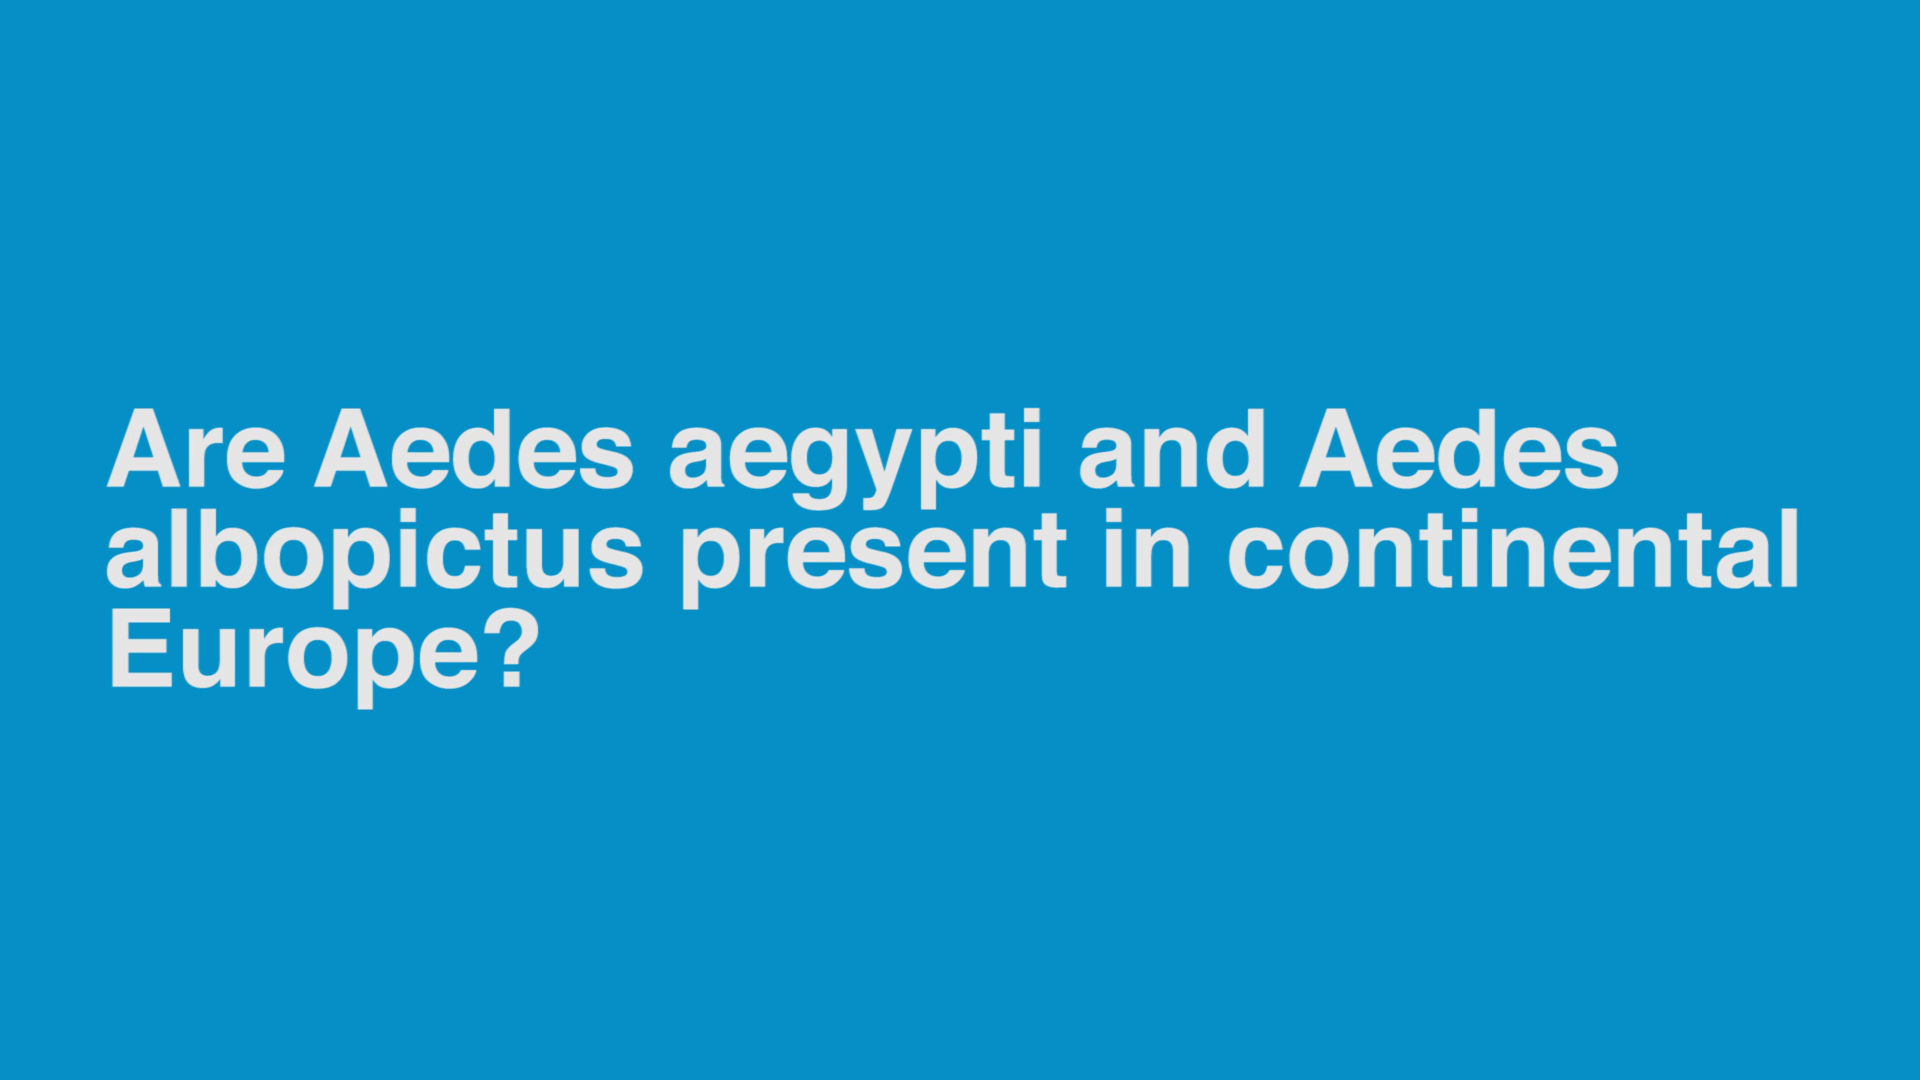 Are Aedes aegypti and Aedes
albopictus present in continental
Europe?